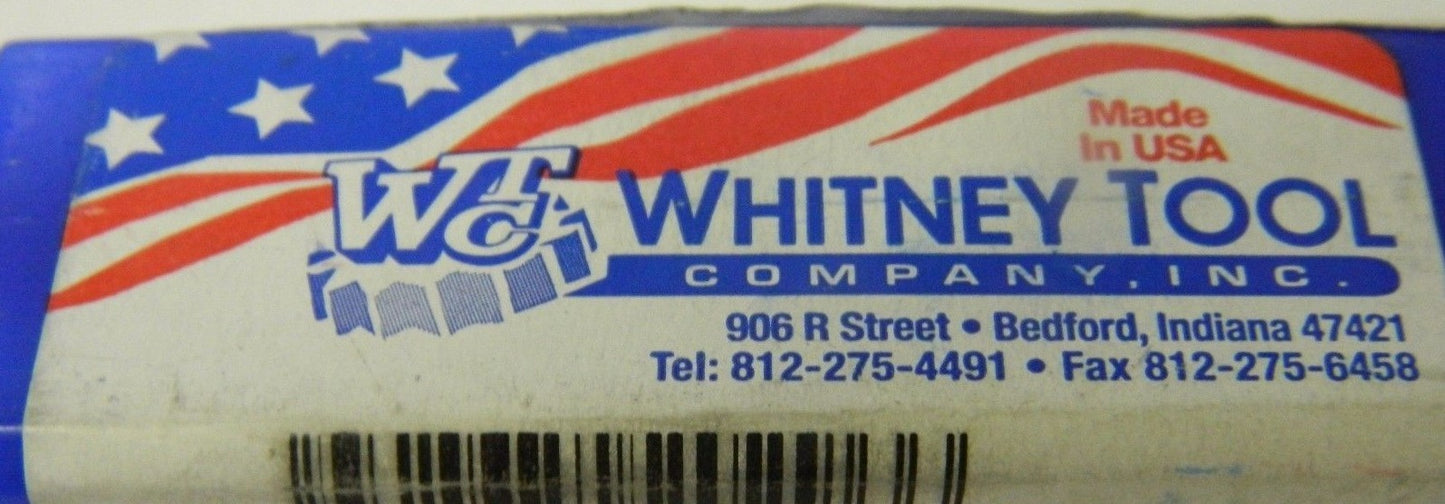 Made
In USA
WTC
WHITNEY TOOL
COMPANY, INC.
906 R Street • Bedford, Indiana 47421
Tel: 812-275-4491 • Fax 812-275-6458